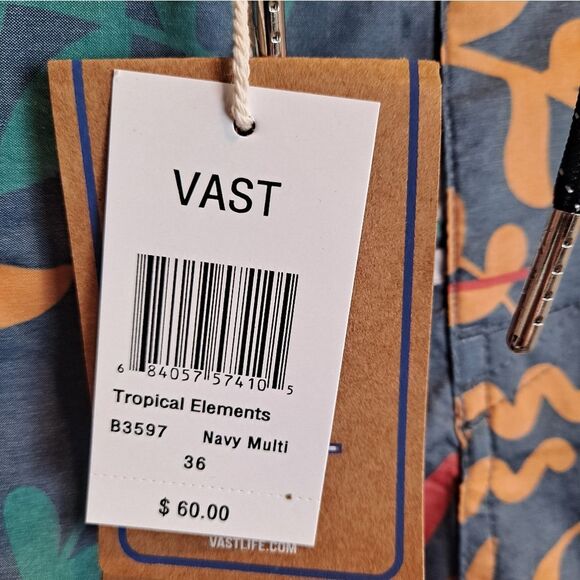 VAST
6 84057 57410 5
Tropical Elements
B3597 Navy Multi
36
$ 60.00
VASTLIFE.COM